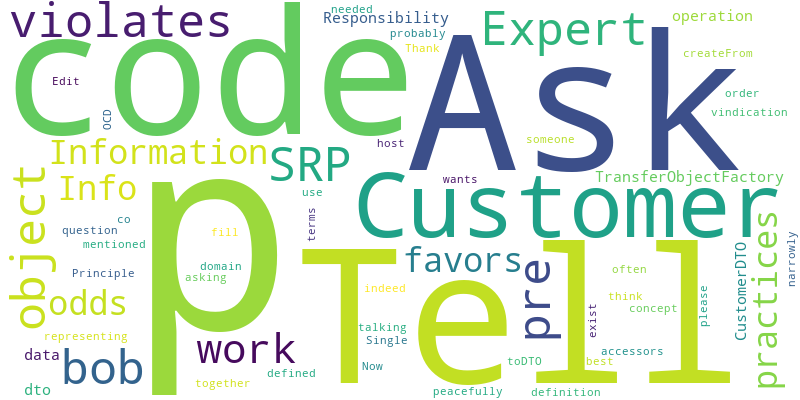 violates
needed
Responsibility
probably
Thank
Expert
operation
createFrom
code
Ask
Edit
OCD
order
vindication
host
someone
Information
SRP
wants
TransferObjectFactory
Info
use
Customer
object
co
question
mentioned
terms
fill
p
favors
pre
often
practices
narrowly
Principle
domain
asking
Tell
indeed
think
concept
please
CustomerDTO
odds
representing
talking
Single
exist
data
bob
work
Now
toDTO
best
accessors
dto
together
defined
peacefully
definition